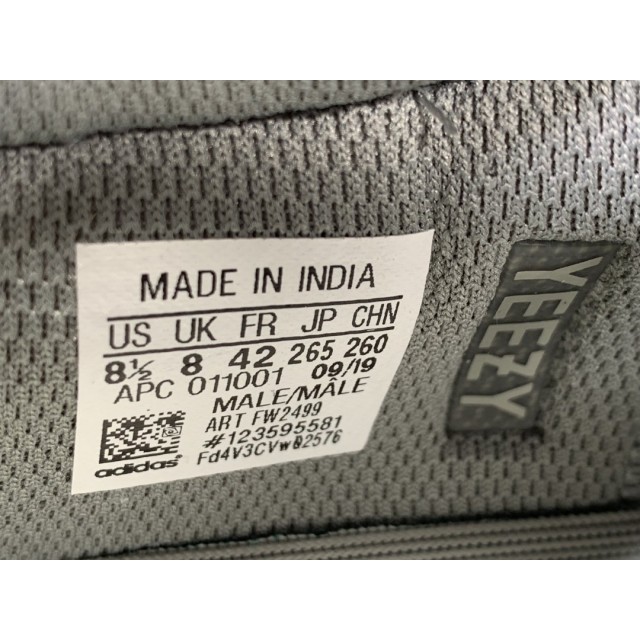 MADE IN INDIA
US UK FR JP CHN
8½ 8 42 265 260
APC 011001 09/19
MALE/MÂLE
ART FW2499
#123595581
Fd4V3CVw02576
adidas
YEEZY